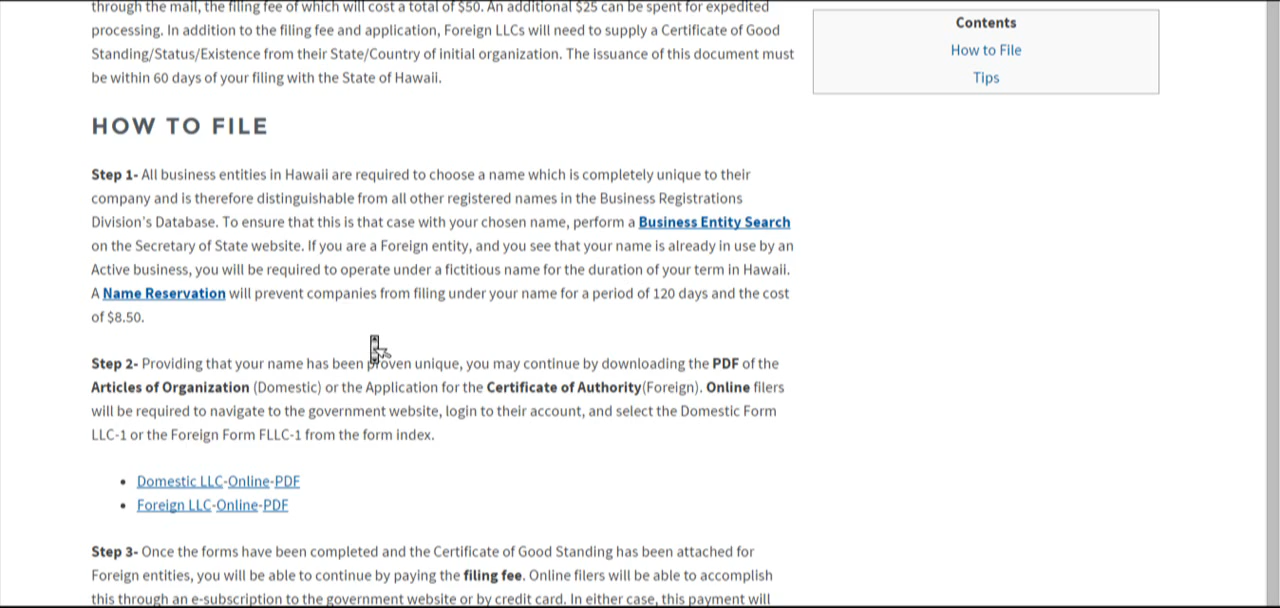 through the mail, the filing fee of which will cost a total of $50. An additional $25 can be spent for expedited
processing. In addition to the filing fee and application, Foreign LLCs will need to supply a Certificate of Good
Standing/Status/Existence from their State/Country of initial organization. The issuance of this document must
be within 60 days of your filing with the State of Hawaii.
Contents
How to File
Tips
HOW TO FILE
Step 1- All business entities in Hawaii are required to choose a name which is completely unique to their
company and is therefore distinguishable from all other registered names in the Business Registrations
Division's Database. To ensure that this is that case with your chosen name, perform a Business Entity Search
on the Secretary of State website. If you are a Foreign entity, and you see that your name is already in use by an
Active business, you will be required to operate under a fictitious name for the duration of your term in Hawaii.
A Name Reservation will prevent companies from filing under your name for a period of 120 days and the cost
of $8.50.
Step 2- Providing that your name has been proven unique, you may continue by downloading the PDF of the
Articles of Organization (Domestic) or the Application for the Certificate of Authority(Foreign). Online filers
will be required to navigate to the government website, login to their account, and select the Domestic Form
LLC-1 or the Foreign Form FLLC-1 from the form index.
• Domestic LLC-Online-PDF
• Foreign LLC-Online-PDF
Step 3- Once the forms have been completed and the Certificate of Good Standing has been attached for
Foreign entities, you will be able to continue by paying the filing fee. Online filers will be able to accomplish
this through an e-subscription to the government website or by credit card. In either case, this payment will